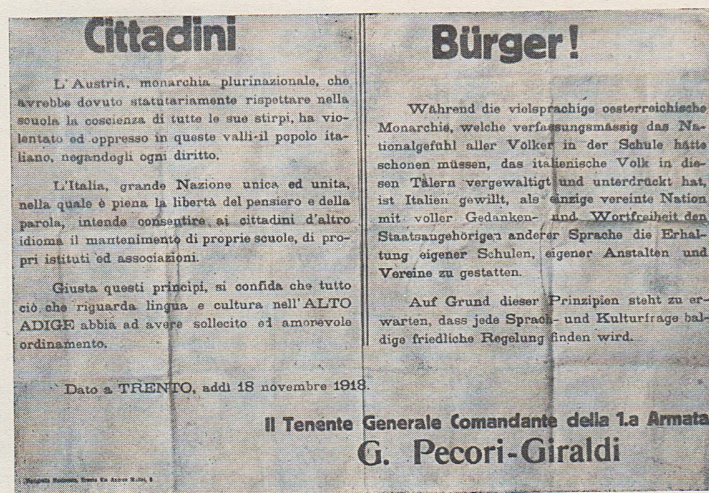 Cittadini
L'Austria, monarchia plurinazionale, che
avrebbe dovuto statutariamente rispettare nella
scuola la coscienza di tutte le sue stirpi, ha vio-
lentato ed oppresso in queste valli il popolo ita-
liano, negandogli ogni diritto.
L'Italia, grande Nazione unica ed unita,
nella quale è piena la libertà del pensiero e della
parola, intende consentire ai cittadini d'altro
idioma il mantenimento di proprie scuole, di pro-
pri istituti ed associazioni.
Giusta questi principi, si confida che tutto
ciò che riguarda lingua e cultura nell'ALTO
ADIGE abbia ad avere sollecito ed amorevole
ordinamento.
Bürger!
Während die vielsprachige oesterreichische
Monarchie, welche verfassungsmässig das Na-
tionalgefühl aller Völker in der Schule hätte
schonen müssen, das italienische Volk in die-
sen Tälern vergewaltigt und unterdrückt hat,
ist Italien gewillt, als einzige vereinte Nation
mit voller Gedanken- und Wortfreiheit den
Staatsangehörigen anderer Sprache die Erhal-
tung eigener Schulen, eigener Anstalten und
Vereine zu gestatten.
Auf Grund dieser Prinzipien steht zu er-
warten, dass jede Sprach- und Kulturfrage bal-
dige friedliche Regelung finden wird.
Dato a TRENTO, addì 18 novembre 1918.
Il Tenente Generale Comandante della 1.a Armata
G. Pecori-Giraldi